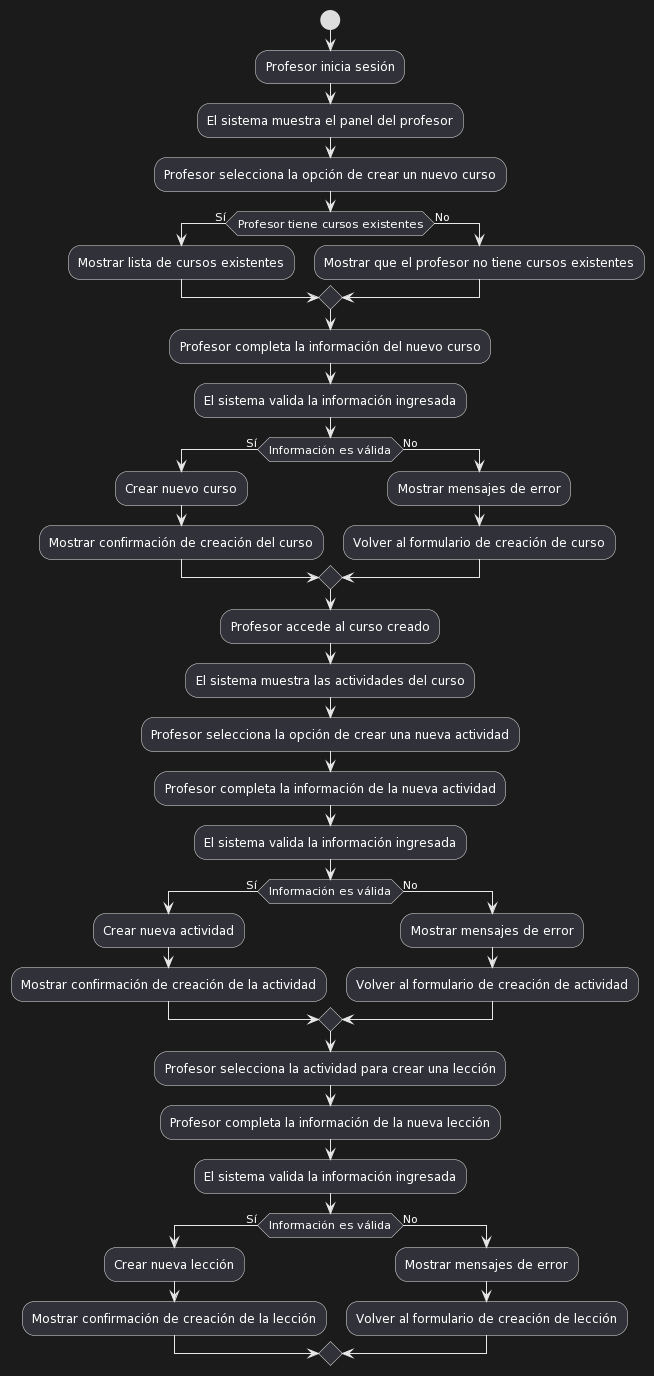 Profesor inicia sesión
El sistema muestra el panel del profesor
Profesor selecciona la opción de crear un nuevo curso
Sí
Profesor tiene cursos existentes
No
Mostrar lista de cursos existentes
Mostrar que el profesor no tiene cursos existentes
Profesor completa la información del nuevo curso
El sistema valida la información ingresada
Sí
Información es válida
No
Crear nuevo curso
Mostrar mensajes de error
Mostrar confirmación de creación del curso
Volver al formulario de creación de curso
Profesor accede al curso creado
El sistema muestra las actividades del curso
Profesor selecciona la opción de crear una nueva actividad
Profesor completa la información de la nueva actividad
El sistema valida la información ingresada
Sí
Información es válida
No
Crear nueva actividad
Mostrar mensajes de error
Mostrar confirmación de creación de la actividad
Volver al formulario de creación de actividad
Profesor selecciona la actividad para crear una lección
Profesor completa la información de la nueva lección
El sistema valida la información ingresada
Sí
Información es válida
No
Crear nueva lección
Mostrar mensajes de error
Mostrar confirmación de creación de la lección
Volver al formulario de creación de lección